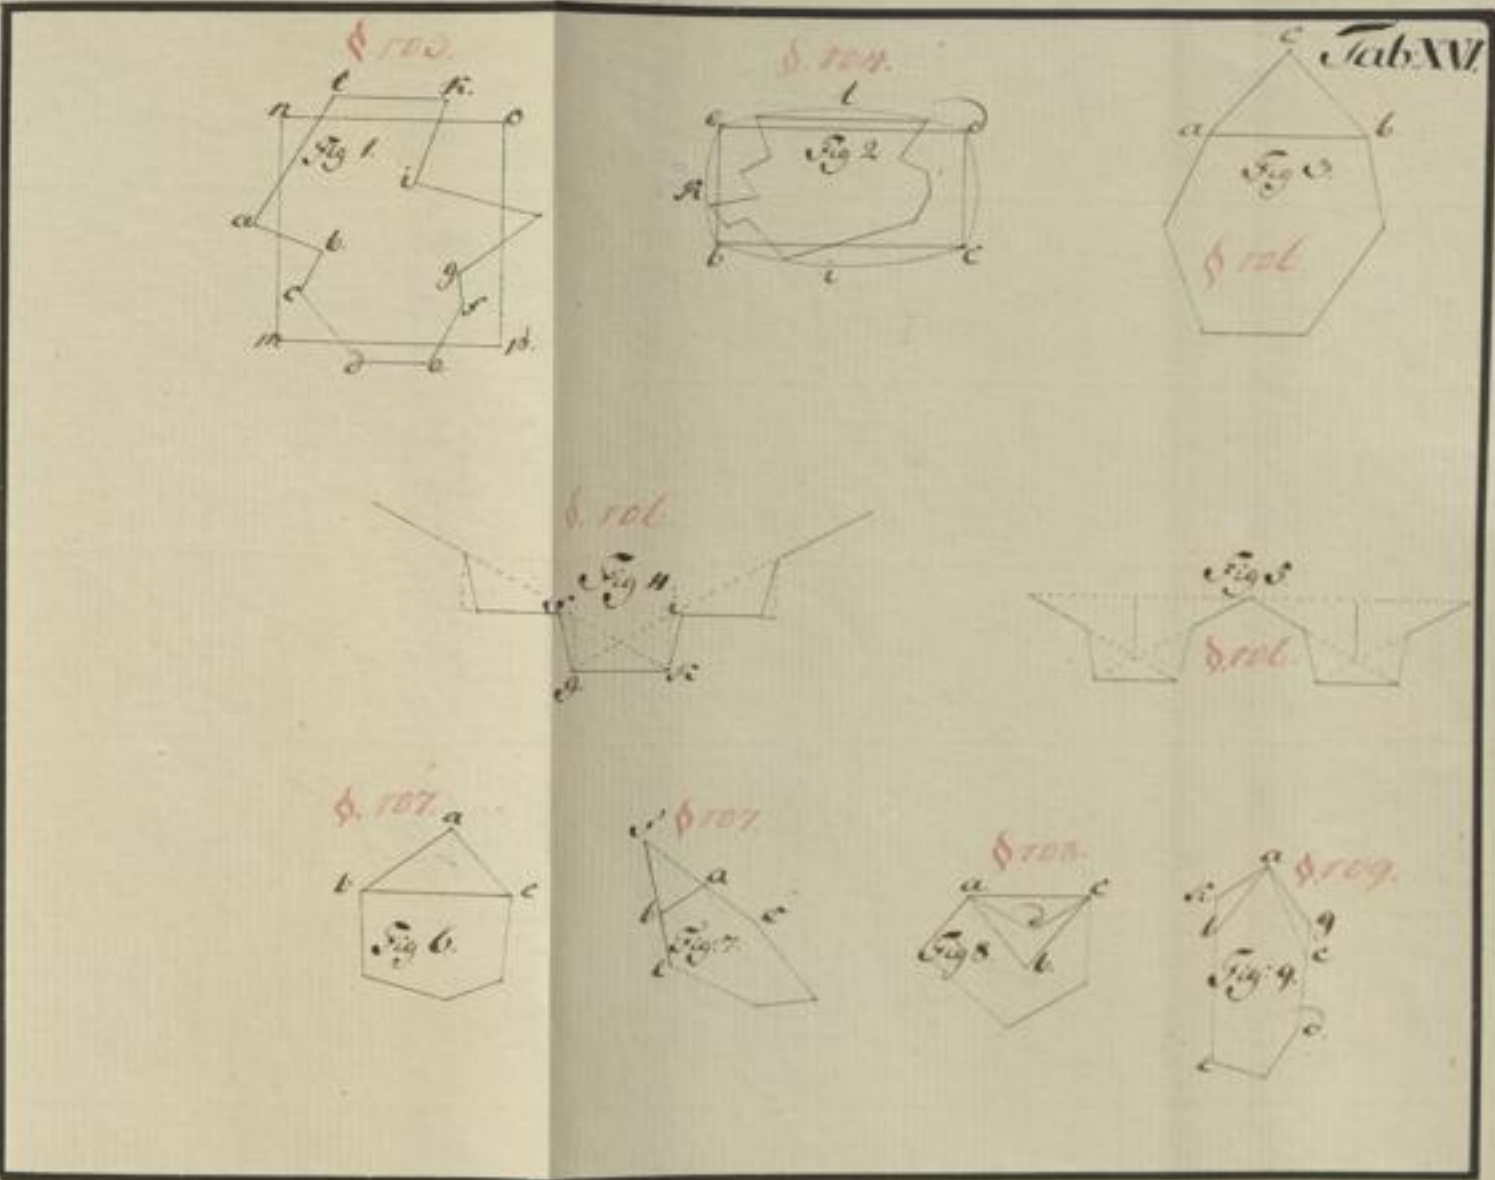 Tab XVI.
§ 103.
l k.
n o
Fig 1.
i
a b
g
c f
m p.
d e
§. 104.
l
Fig 2
k
b c
i
c
a b
Fig 3.
§ 106
§. 106
Fig 4
g
Fig 5
§. 106.
§. 107.
a
b c
Fig 6.
§ 107.
a
b
Fig: 7.
§ 108.
a c
d
Fig 8
b.
§. 109.
a
b g
c
Fig: 9.
d.
e